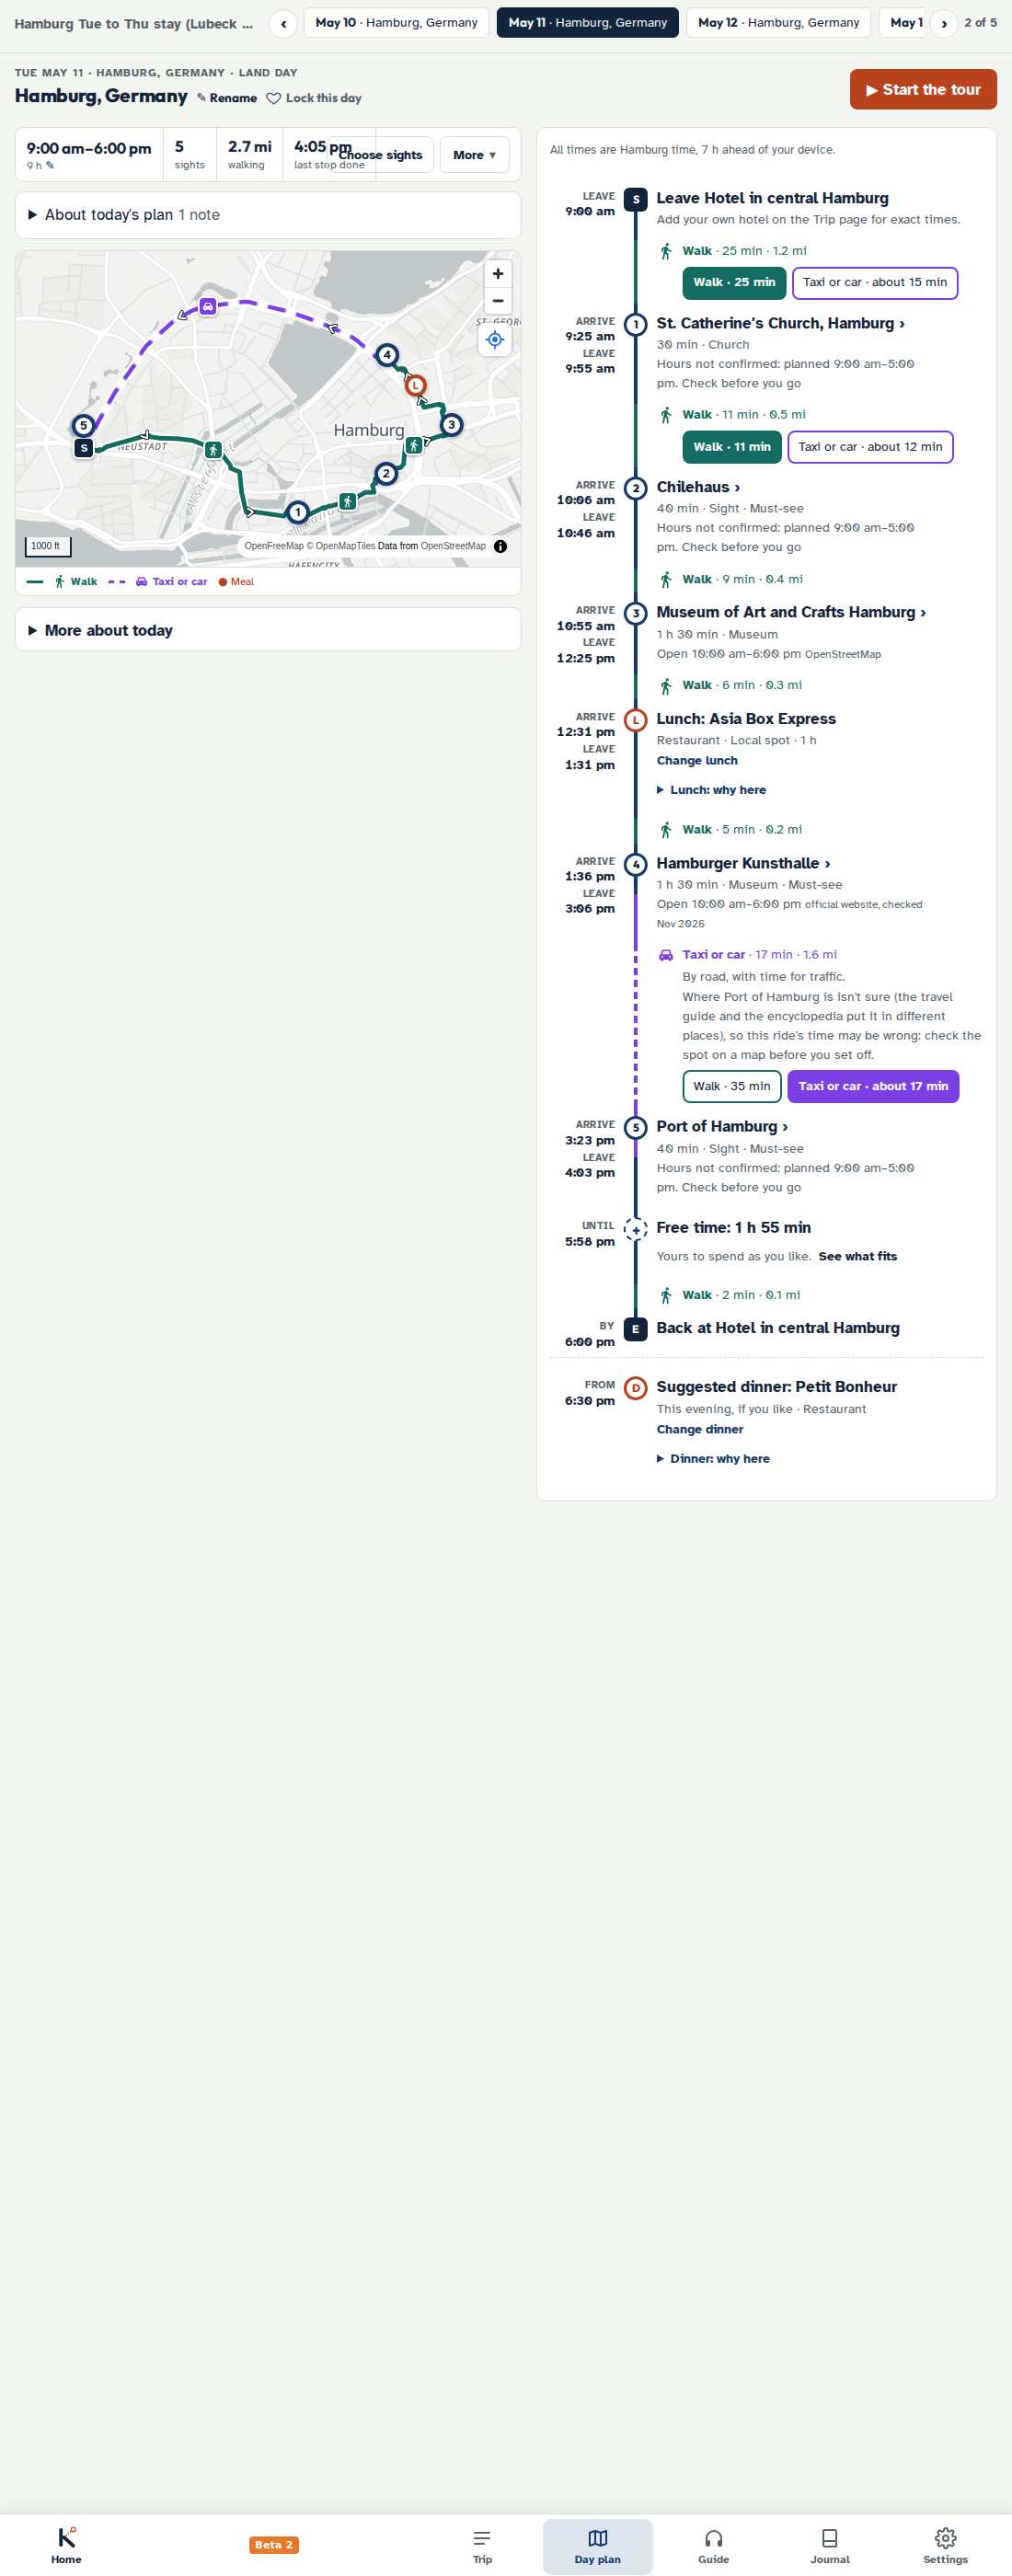 Hamburg Tue to Thu stay (Lubeck ...
‹
May 10 · Hamburg, Germany
May 11 · Hamburg, Germany
May 12 · Hamburg, Germany
May 1
›
2 of 5
TUE MAY 11 · HAMBURG, GERMANY · LAND DAY
Hamburg, Germany
✎ Rename
Lock this day
▶ Start the tour
9:00 am–6:00 pm
9 h ✎
5
sights
2.7 mi
walking
4:05 pm
last stop done
Choose sights
More ▼
▶ About today's plan 1 note
+
−
4
L
5
S
3
Hamburg
NEUSTADT
2
1
1000 ft
OpenFreeMap © OpenMapTiles Data from OpenStreetMap
HAFENCITY
Walk
Taxi or car
Meal
▶ More about today
All times are Hamburg time, 7 h ahead of your device.
LEAVE
9:00 am
S
Leave Hotel in central Hamburg
Add your own hotel on the Trip page for exact times.
Walk · 25 min · 1.2 mi
Walk · 25 min
Taxi or car · about 15 min
ARRIVE
9:25 am
LEAVE
9:55 am
1
St. Catherine's Church, Hamburg ›
30 min · Church
Hours not confirmed: planned 9:00 am–5:00
pm. Check before you go
Walk · 11 min · 0.5 mi
Walk · 11 min
Taxi or car · about 12 min
ARRIVE
10:06 am
LEAVE
10:46 am
2
Chilehaus ›
40 min · Sight · Must-see
Hours not confirmed: planned 9:00 am–5:00
pm. Check before you go
Walk · 9 min · 0.4 mi
ARRIVE
10:55 am
LEAVE
12:25 pm
3
Museum of Art and Crafts Hamburg ›
1 h 30 min · Museum
Open 10:00 am–6:00 pm OpenStreetMap
Walk · 6 min · 0.3 mi
ARRIVE
12:31 pm
LEAVE
1:31 pm
L
Lunch: Asia Box Express
Restaurant · Local spot · 1 h
Change lunch
▶ Lunch: why here
Walk · 5 min · 0.2 mi
ARRIVE
1:36 pm
LEAVE
3:06 pm
4
Hamburger Kunsthalle ›
1 h 30 min · Museum · Must-see
Open 10:00 am–6:00 pm official website, checked
Nov 2026
Taxi or car · 17 min · 1.6 mi
By road, with time for traffic.
Where Port of Hamburg is isn't sure (the travel
guide and the encyclopedia put it in different
places), so this ride's time may be wrong: check the
spot on a map before you set off.
Walk · 35 min
Taxi or car · about 17 min
ARRIVE
3:23 pm
LEAVE
4:03 pm
5
Port of Hamburg ›
40 min · Sight · Must-see
Hours not confirmed: planned 9:00 am–5:00
pm. Check before you go
UNTIL
5:58 pm
+
Free time: 1 h 55 min
Yours to spend as you like. See what fits
Walk · 2 min · 0.1 mi
BY
6:00 pm
E
Back at Hotel in central Hamburg
FROM
6:30 pm
D
Suggested dinner: Petit Bonheur
This evening, if you like · Restaurant
Change dinner
▶ Dinner: why here
Home
Beta 2
Trip
Day plan
Guide
Journal
Settings